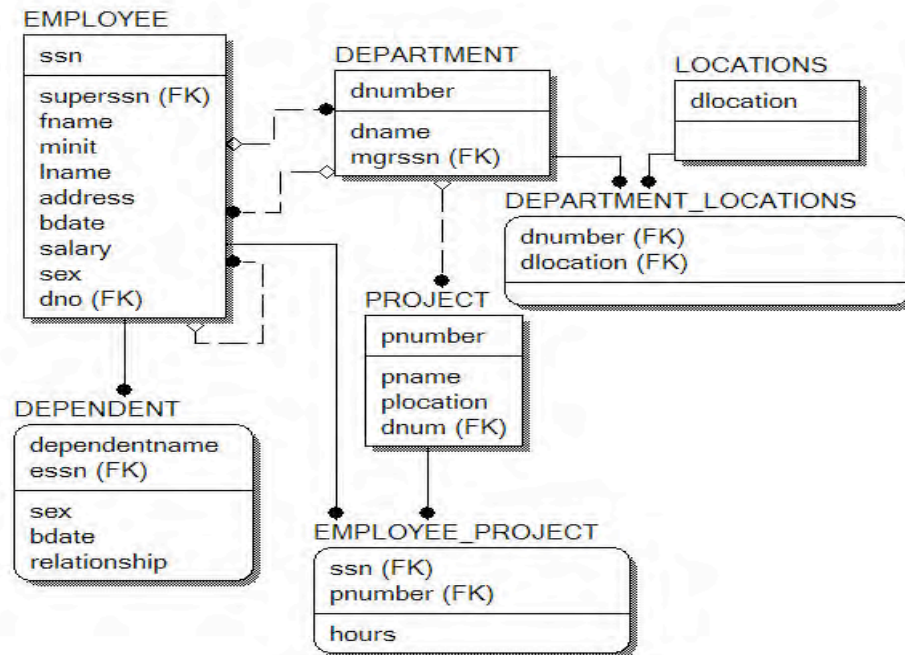 EMPLOYEE
ssn
superssn (FK)
fname
minit
lname
address
bdate
salary
sex
dno (FK)
DEPARTMENT
dnumber
dname
mgrssn (FK)
LOCATIONS
dlocation
DEPARTMENT_LOCATIONS
dnumber (FK)
dlocation (FK)
PROJECT
pnumber
pname
plocation
dnum (FK)
DEPENDENT
dependentname
essn (FK)
sex
bdate
relationship
EMPLOYEE_PROJECT
ssn (FK)
pnumber (FK)
hours